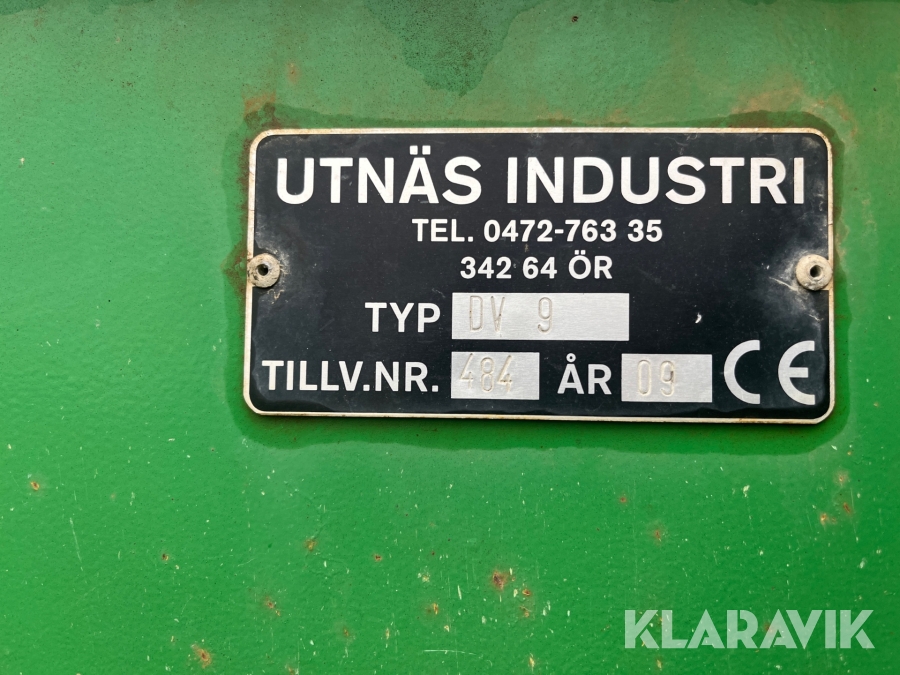 UTNÄS INDUSTRI
TEL. 0472-763 35
342 64 ÖR
TYP DV 9
TILLV.NR. 484 ÅR 09 CE
KLARAVIK